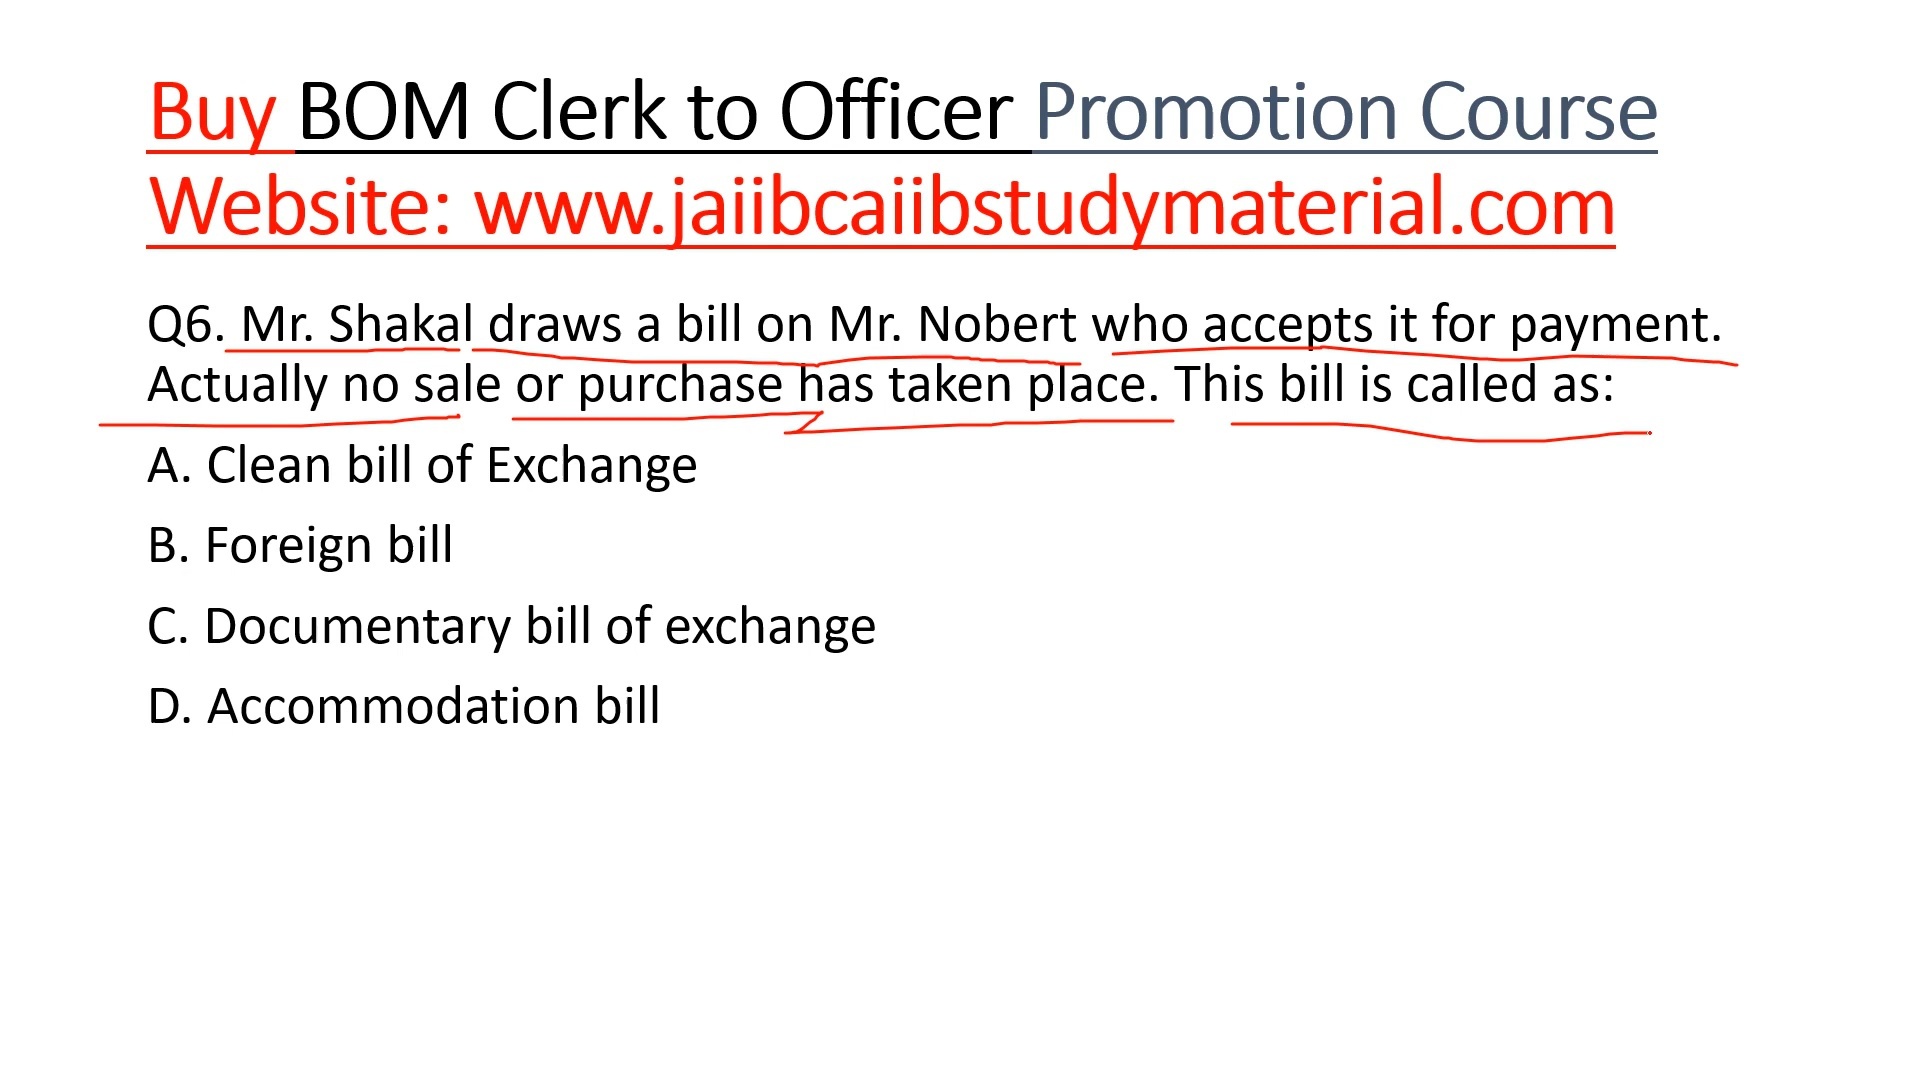 Buy BOM Clerk to Officer Promotion Course
Website: www.jaiibcaiibstudymaterial.com
Q6. Mr. Shakal draws a bill on Mr. Nobert who accepts it for payment.
Actually no sale or purchase has taken place. This bill is called as:
A. Clean bill of Exchange
B. Foreign bill
C. Documentary bill of exchange
D. Accommodation bill